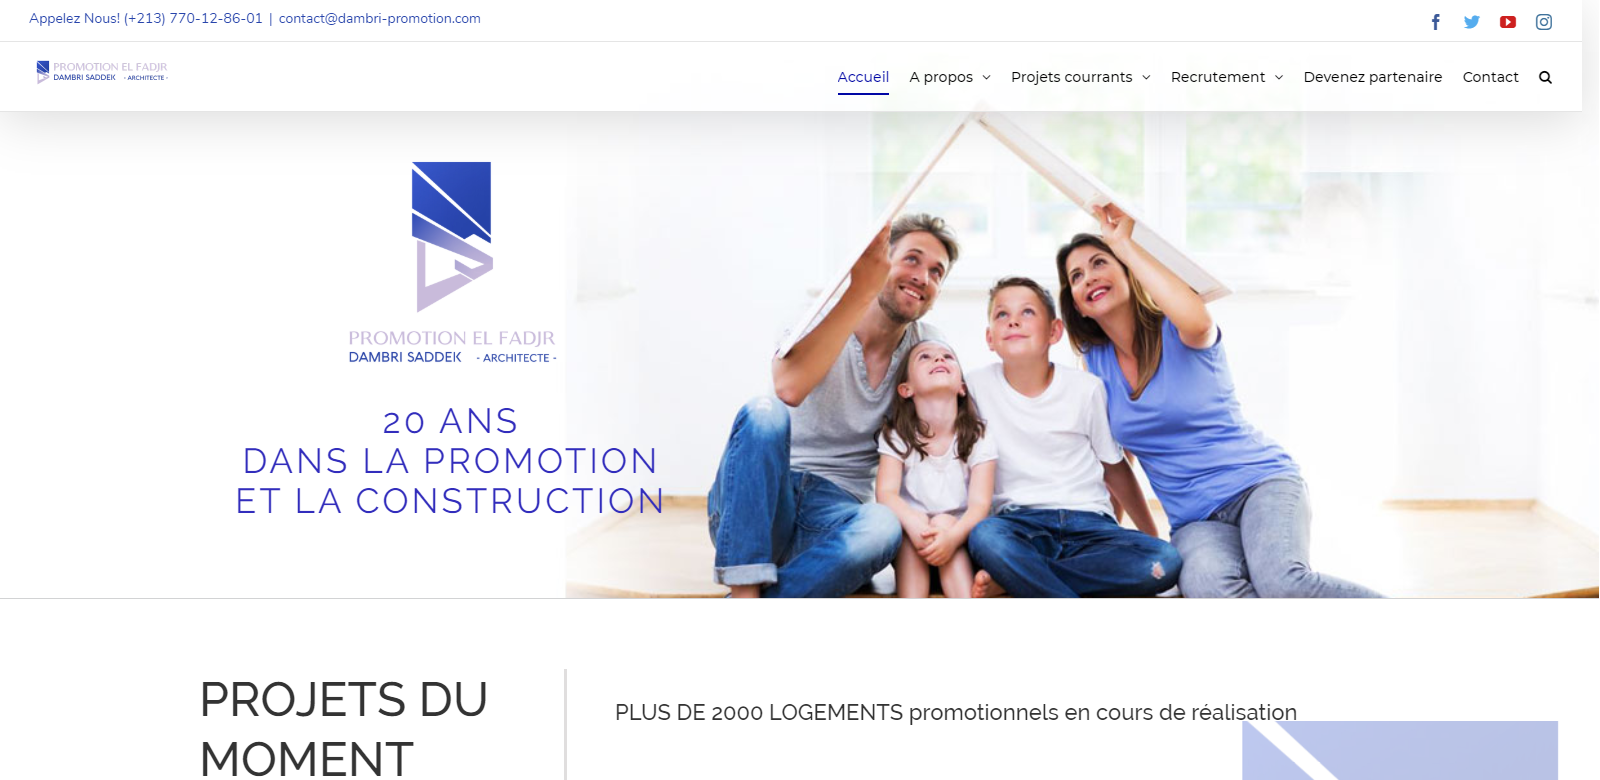 Appelez Nous! (+213) 770-12-86-01 | contact@dambri-promotion.com
PROMOTION EL FADJR
DAMBRI SADDEK - ARCHITECTE -
Accueil A propos Projets courrants Recrutement Devenez partenaire Contact
PROMOTION EL FADJR
DAMBRI SADDEK - ARCHITECTE -
20 ANS
DANS LA PROMOTION
ET LA CONSTRUCTION
PROJETS DU
MOMENT
PLUS DE 2000 LOGEMENTS promotionnels en cours de réalisation